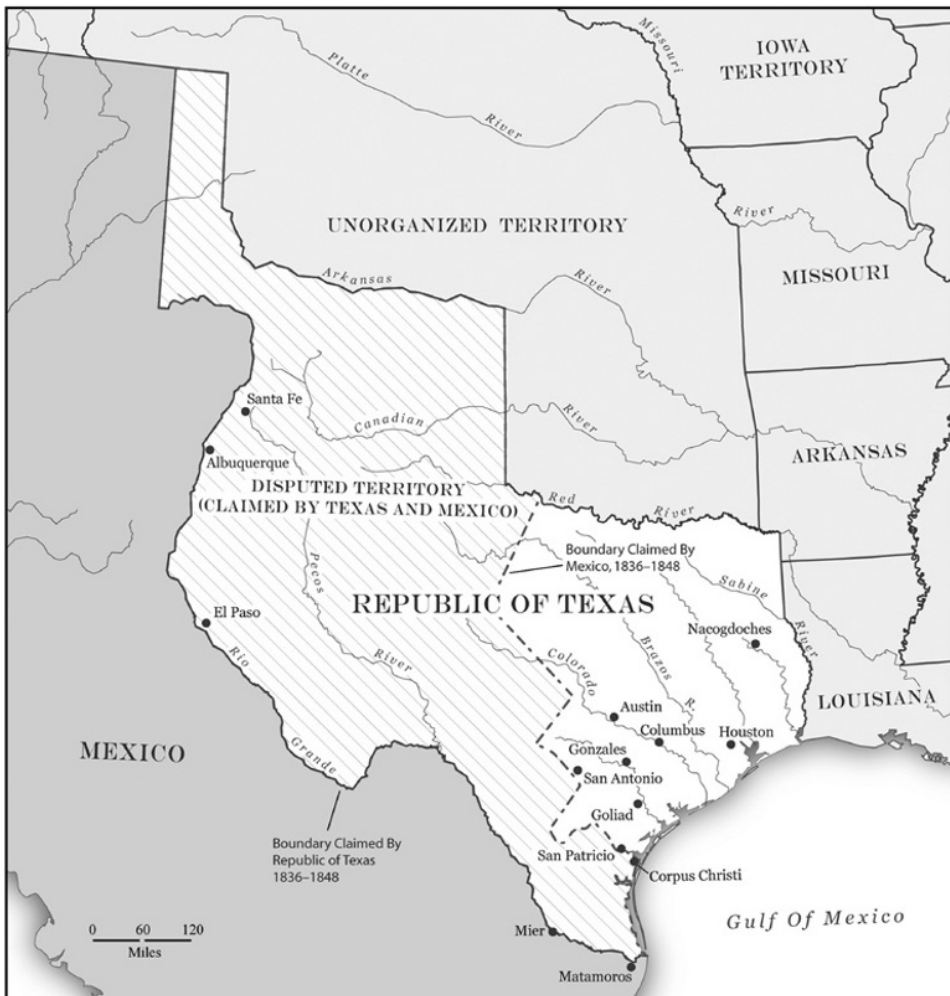 Missouri
IOWA
TERRITORY
Platte
River
UNORGANIZED TERRITORY
River
MISSOURI
Arkansas
River
Santa Fe
Canadian
River
ARKANSAS
Albuquerque
DISPUTED TERRITORY
(CLAIMED BY TEXAS AND MEXICO)
Red
River
Boundary Claimed By
Mexico, 1836–1848
Pecos
River
Sabine
River
REPUBLIC OF TEXAS
El Paso
Nacogdoches
Rio
Grande
Colorado
Brazos
R.
LOUISIANA
Austin
Columbus
Houston
MEXICO
Gonzales
San Antonio
Goliad
Boundary Claimed By
Republic of Texas
1836–1848
San Patricio
Corpus Christi
Gulf Of Mexico
0 60 120
Miles
Mier
Matamoros